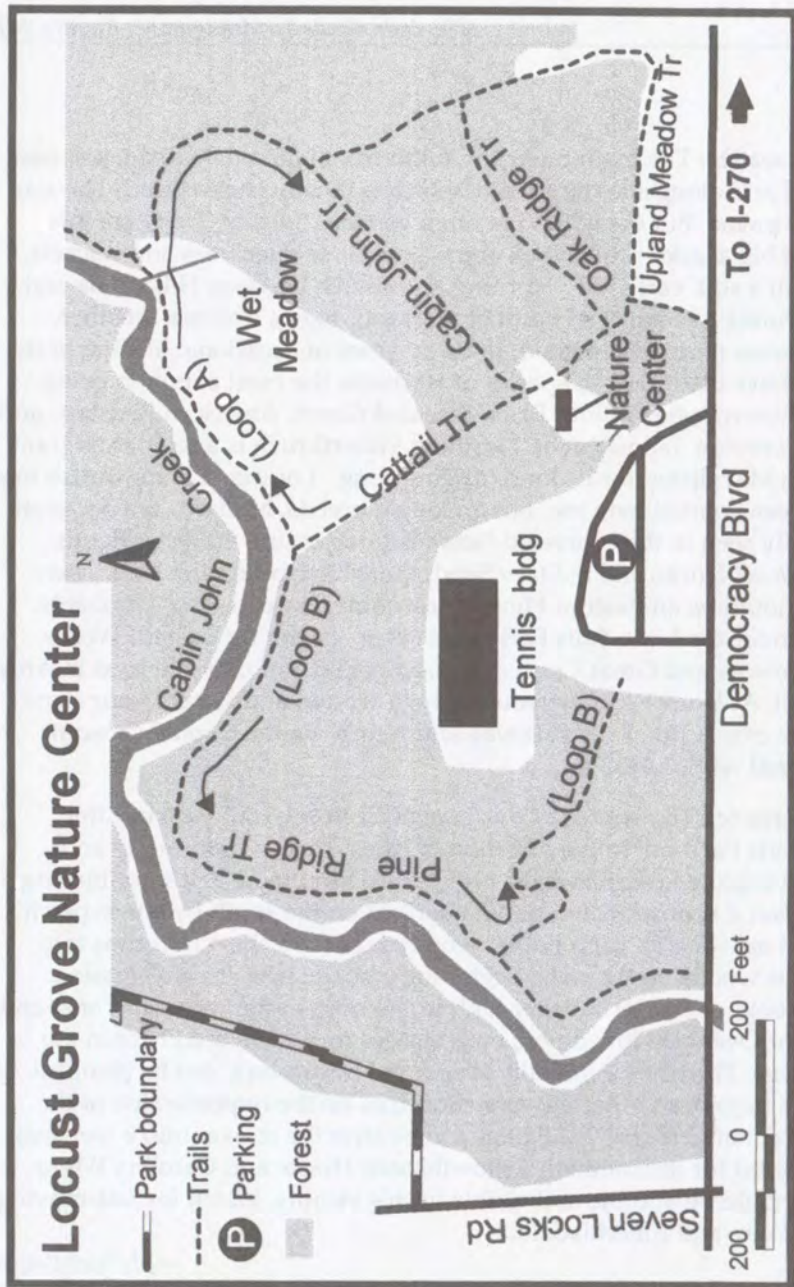 Locust Grove Nature Center
Park boundary
Trails
P Parking
Forest
N
Cabin John
Creek
Wet
Meadow
(Loop A)
Cabin John Tr
Cattail Tr
Oak Ridge Tr
Upland Meadow Tr
Nature
Center
(Loop B)
Pine
Ridge Tr
Tennis bldg
(Loop B)
P
Seven Locks Rd
Democracy Blvd
To I-270
200 0 200 Feet